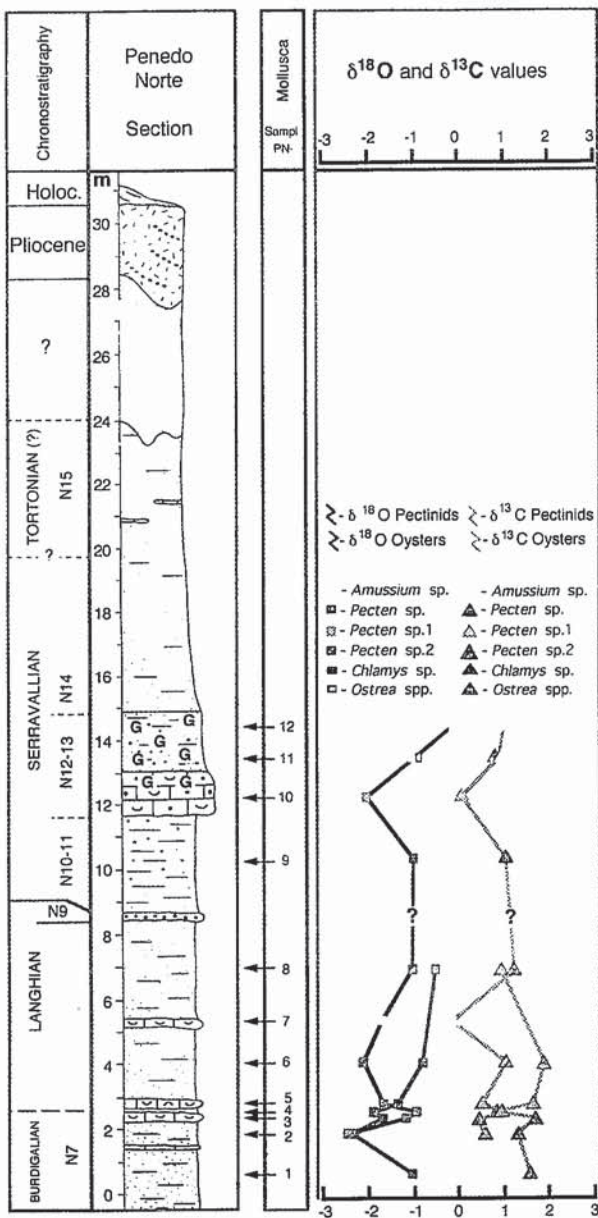 Chronostratigraphy
Penedo
Norte
Section
Mollusca
Sampl
PN-
δ18O and δ13C values
-3 -2 -1 0 1 2 3
Holoc.
Pliocene
?
TORTONIAN (?)
N15
?
SERRAVALLIAN
N14
N12-13
N10-11
N9
LANGHIAN
BURDIGALIAN
N7
m
30
28
26
24
22
20
18
16
14
12
10
8
7
6
4
2
0
G
G
G
G
G
G
G
G
12
11
10
9
8
7
6
5
4
3
2
1
- δ 18O Pectinids - δ13C Pectinids
- δ 18O Oysters - δ13C Oysters
- Amussium sp. - Amussium sp.
- Pecten sp. - Pecten sp.
- Pecten sp.1 - Pecten sp.1
- Pecten sp.2 - Pecten sp.2
- Chlamys sp. - Chlamys sp.
- Ostrea spp. - Ostrea spp.
? ?
-3 -2 -1 0 1 2 3